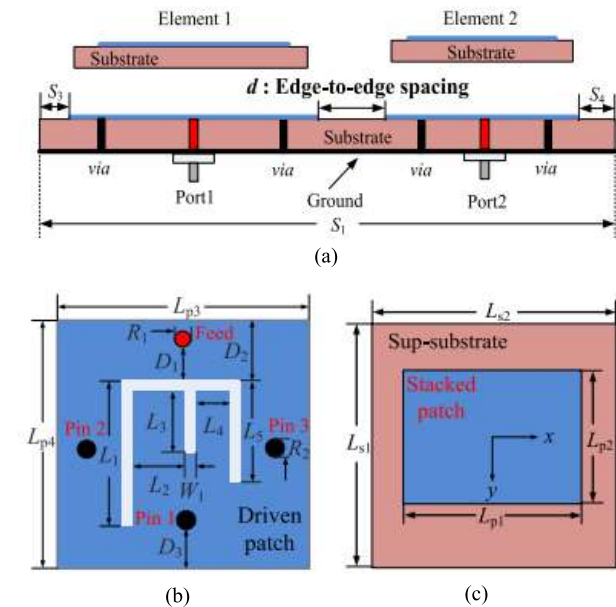 Element 1
Element 2
Substrate
Substrate
S3
d : Edge-to-edge spacing
S4
Substrate
via
via
via
via
Port1
Ground
Port2
S1
(a)
Lp3
R1
Feed
D1
D2
Lp4
Pin 2
L1
L3
L4
L5
Pin 3
R2
L2
W1
Pin 1
D3
Driven
patch
(b)
Ls2
Sup-substrate
Stacked
patch
Ls1
x
y
Lp2
Lp1
(c)